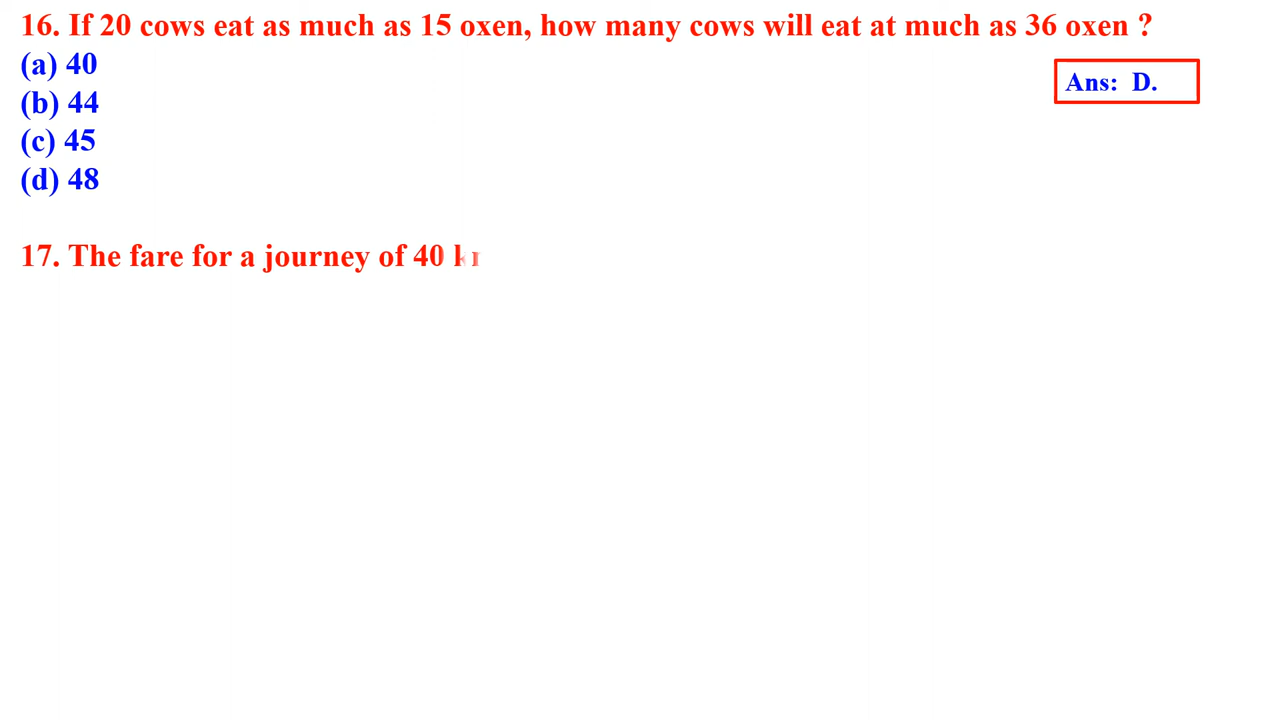 16. If 20 cows eat as much as 15 oxen, how many cows will eat at much as 36 oxen ?
(a) 40
Ans: D.
(b) 44
(c) 45
(d) 48
17. The fare for a journey of 40